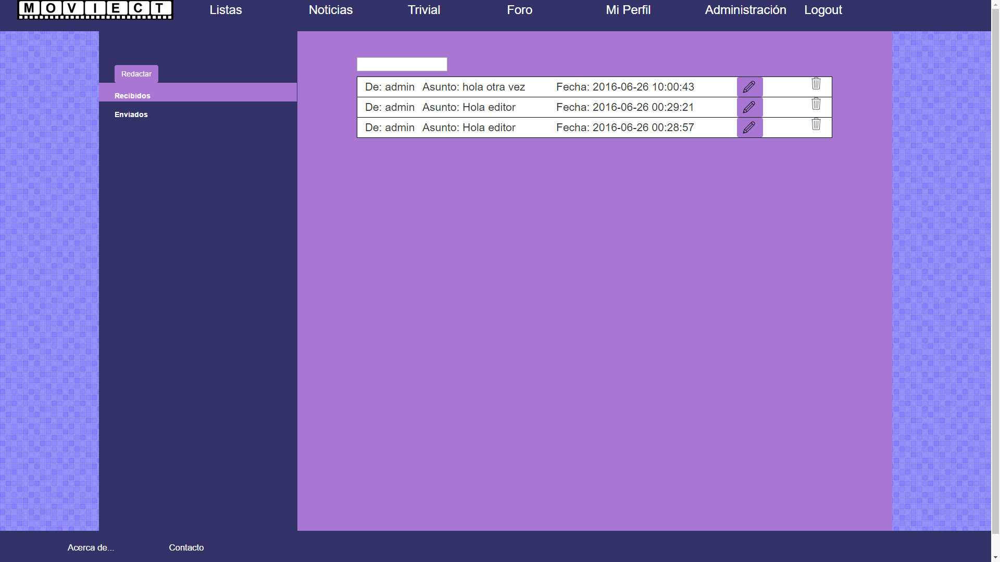 MOVIECT Listas Noticias Trivial Foro Mi Perfil Administración Logout
Redactar
Recibidos
Enviados
De: admin Asunto: hola otra vez Fecha: 2016-06-26 10:00:43
De: admin Asunto: Hola editor Fecha: 2016-06-26 00:29:21
De: admin Asunto: Hola editor Fecha: 2016-06-26 00:28:57
Acerca de... Contacto